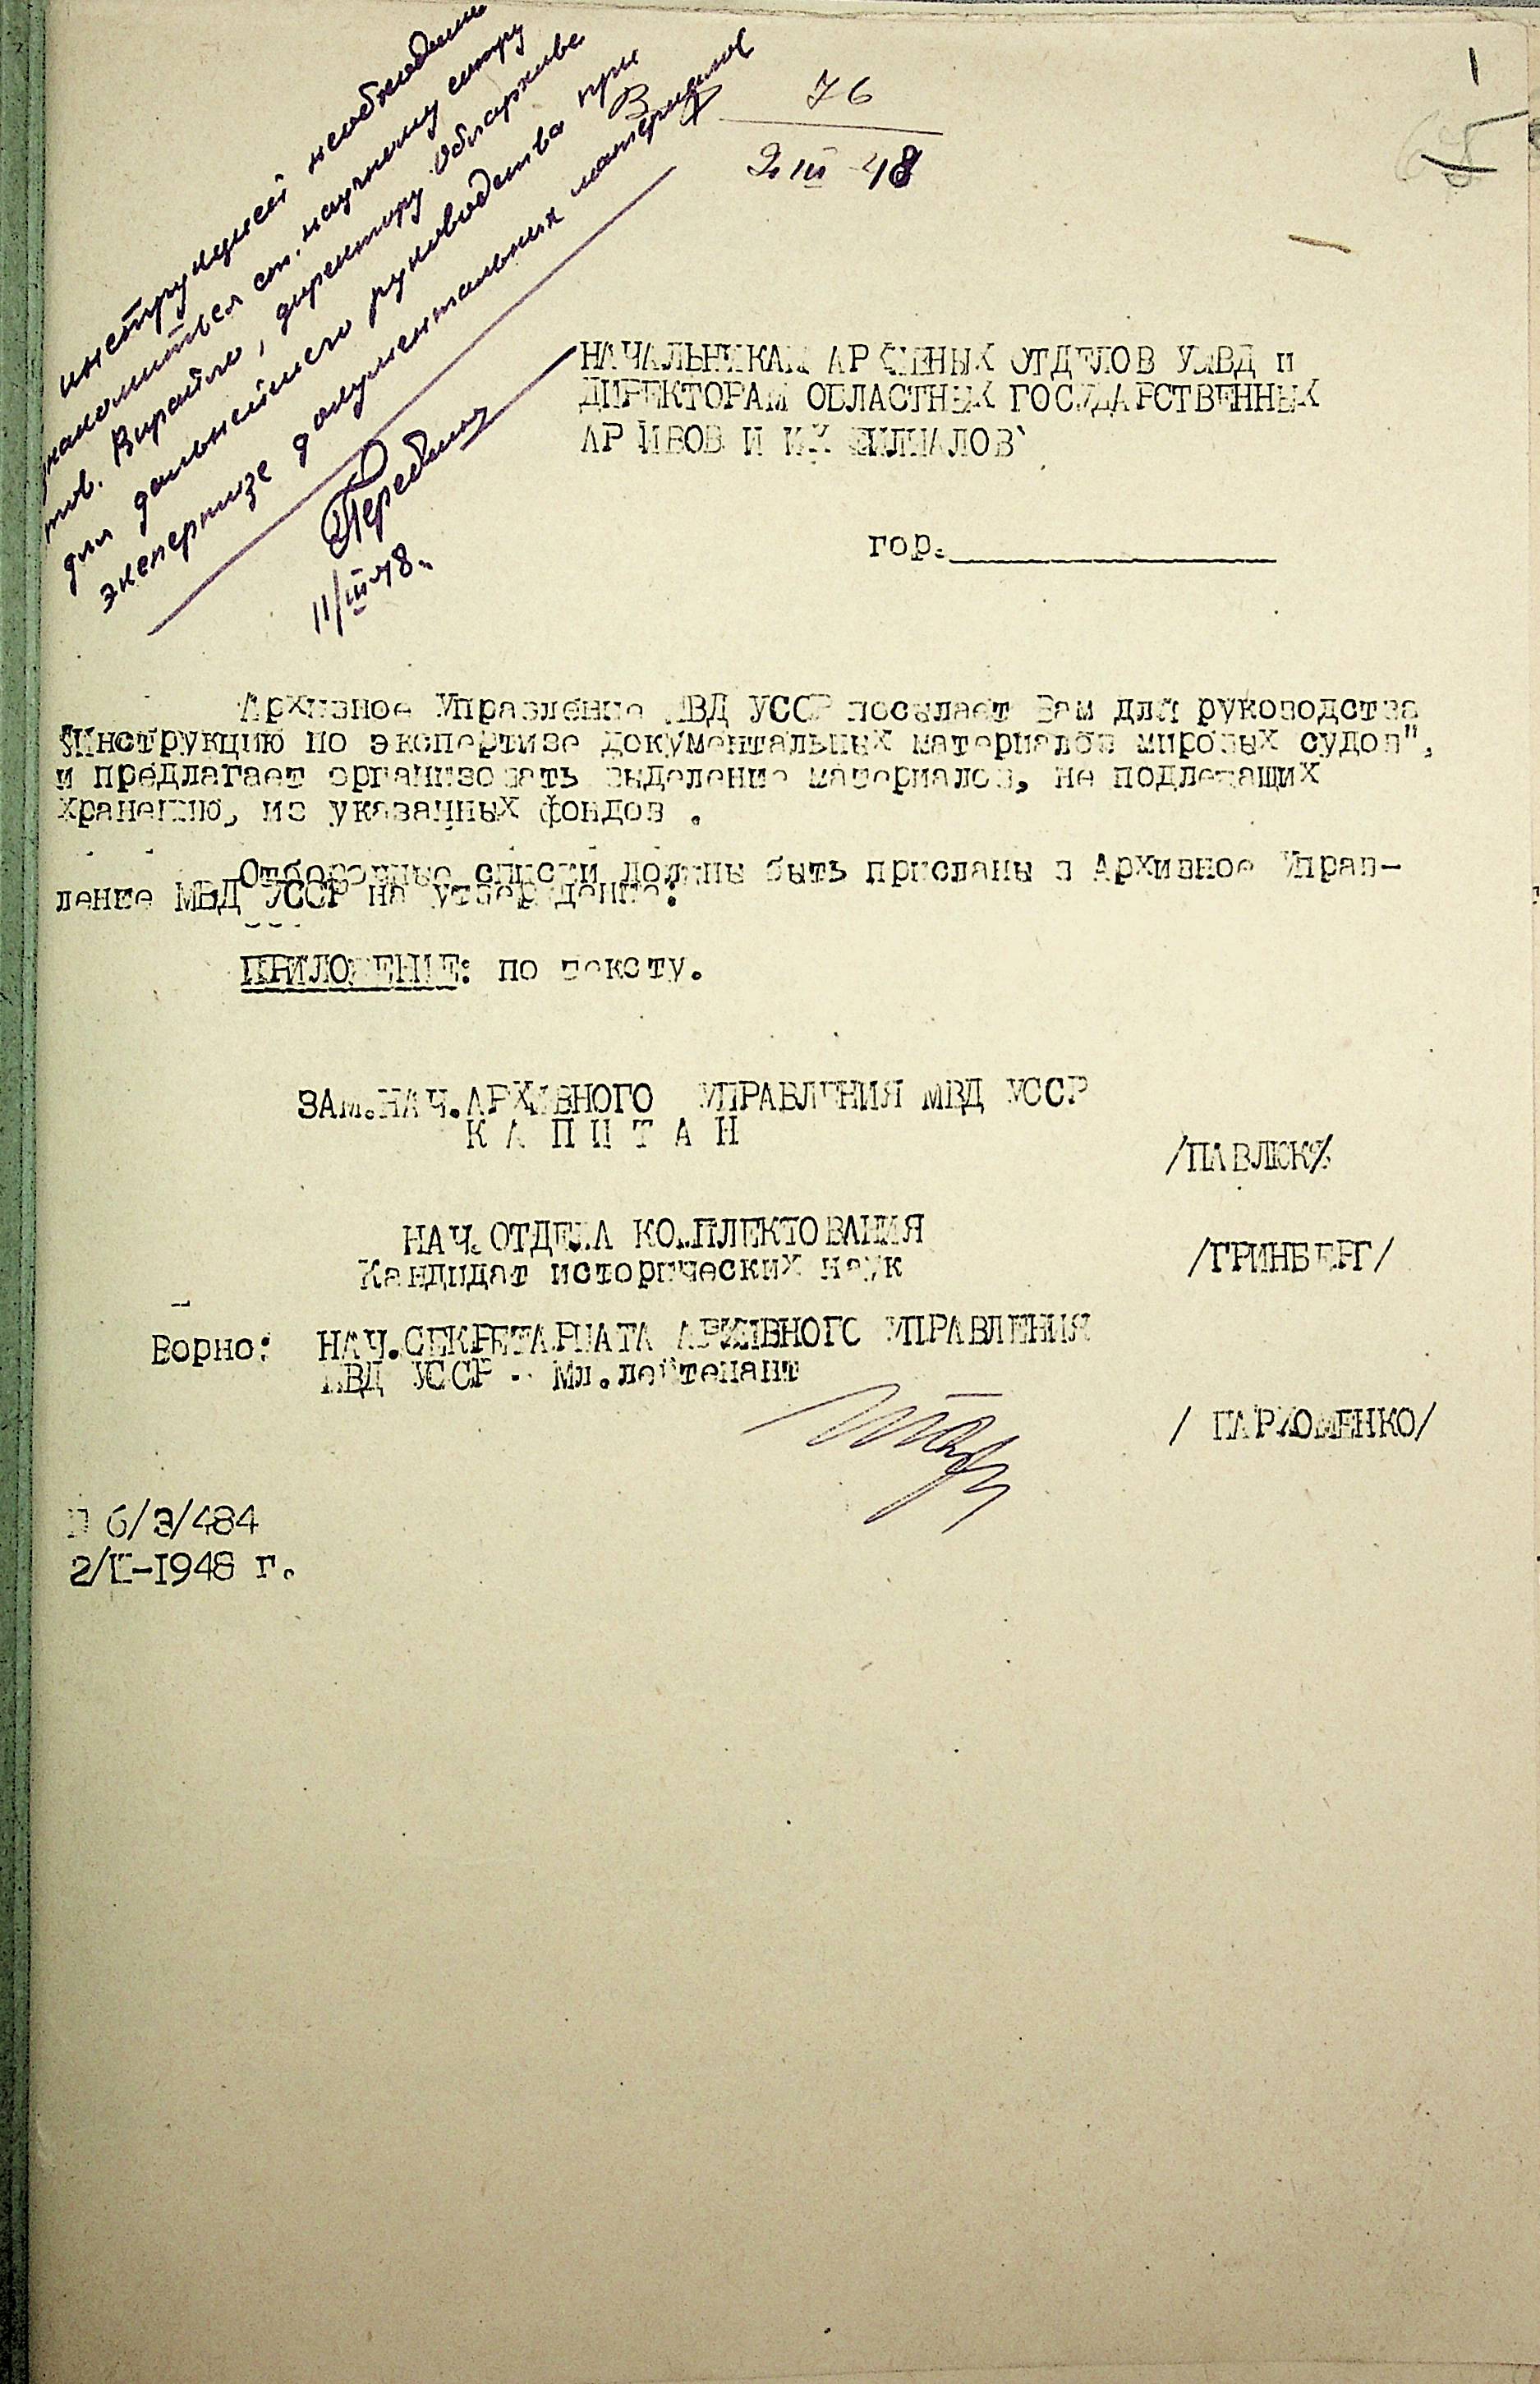 инструкцией необходим
ст. научному сотру
тов. Вирайло, директору Облархива
для дальнейшего руководства при
экспертизе документальных материалов
11/III 48.
76
2. III - 48
1
НАЧАЛЬНИКАМ АРХИВНЫХ ОТДЕЛОВ УМВД и
ДИРЕКТОРАМ ОБЛАСТНЫХ ГОСУДАРСТВЕННЫХ
АРХИВОВ И ИХ ФИЛИАЛОВ
гор.
Архивное Управление МВД УССР посылает Вам для руководства
"Инструкцию по экспертизе документальных материалов мировых судов",
и предлагает организовать выделение материалов, не подлежащих
хранению, из указанных фондов .
Отборочные списки должны быть присланы в Архивное Управ-
ление МВД УССР на утверждение.
ПРИЛОЖЕНИЕ: по тексту.
ЗАМ.НАЧ.АРХИВНОГО УПРАВЛЕНИЯ МВД УССР
К А П И Т А Н
/ПАВЛЮК/
НАЧ. ОТДЕЛА КОМПЛЕКТОВАНИЯ
Кандидат исторических наук
/ГРИНБЕРГ/
Верно: НАЧ.СЕКРЕТАРИАТА АРХИВНОГО УПРАВЛЕНИЯ
МВД УССР - Мл.лейтенант
/ ПАРХОМЕНКО/
№ 6/3/484
2/II-1948 г.